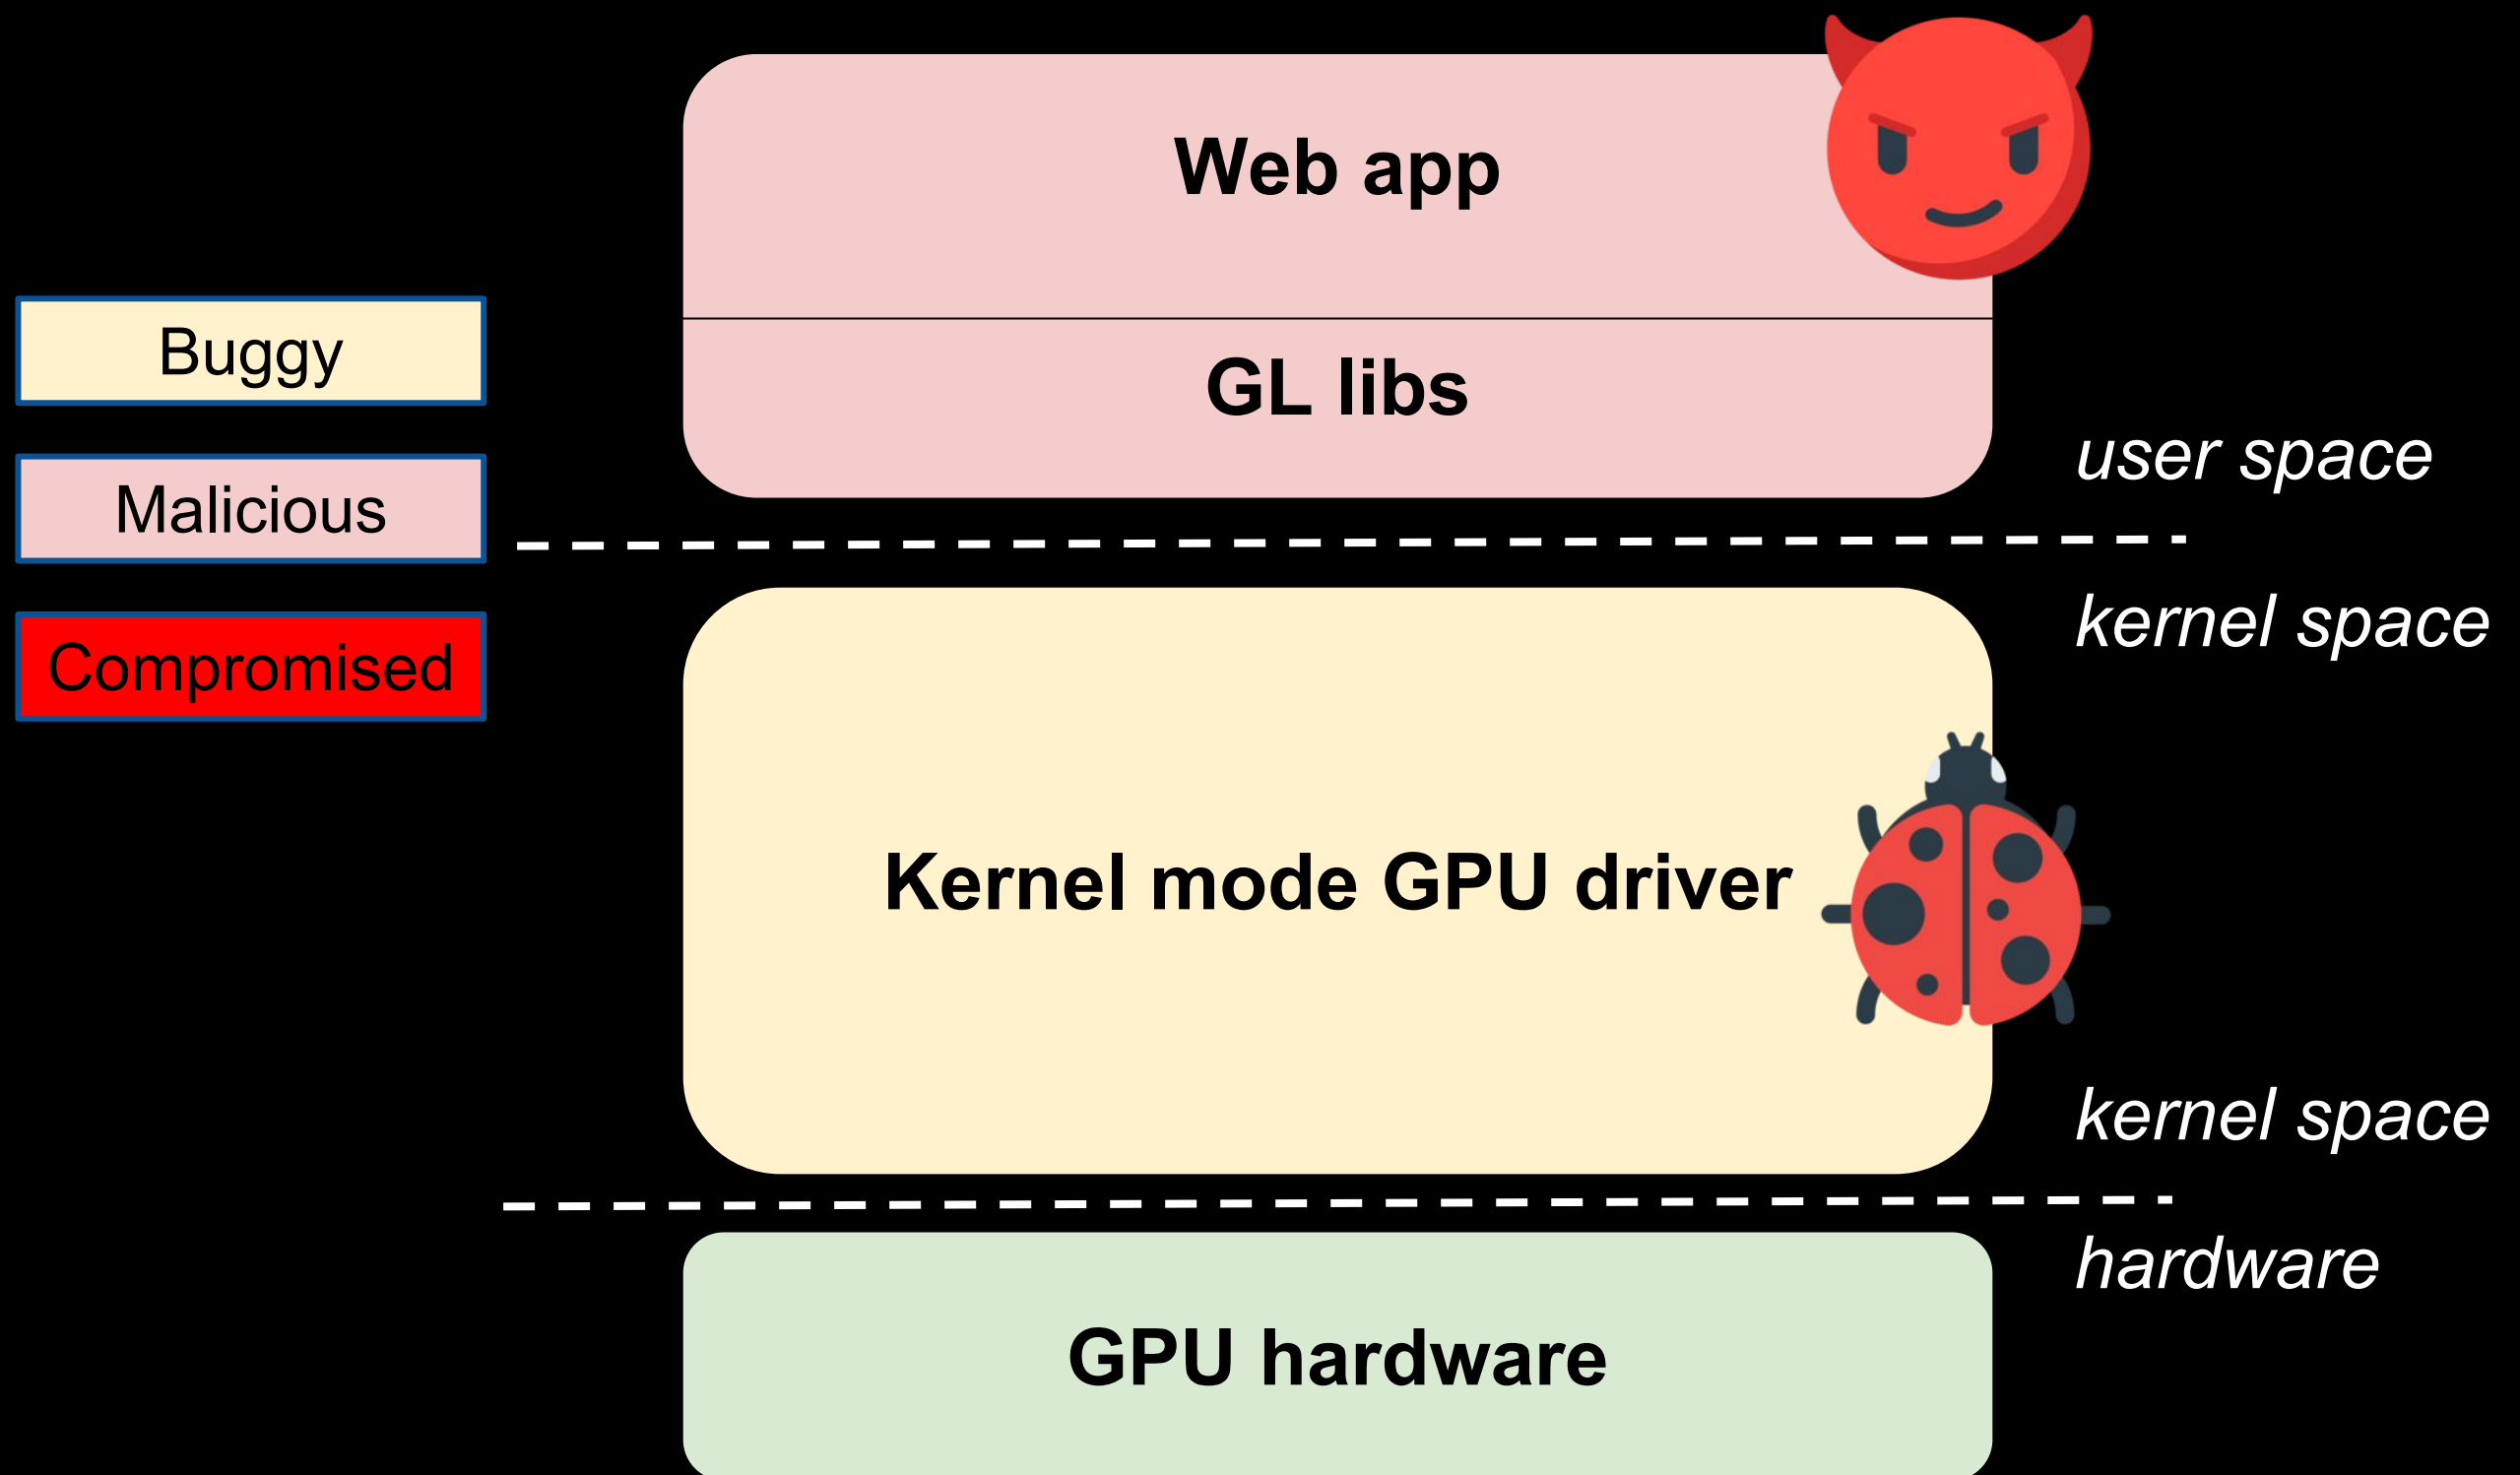 Web app
GL libs
Buggy
Malicious
Compromised
user space
kernel space
Kernel mode GPU driver
kernel space
hardware
GPU hardware